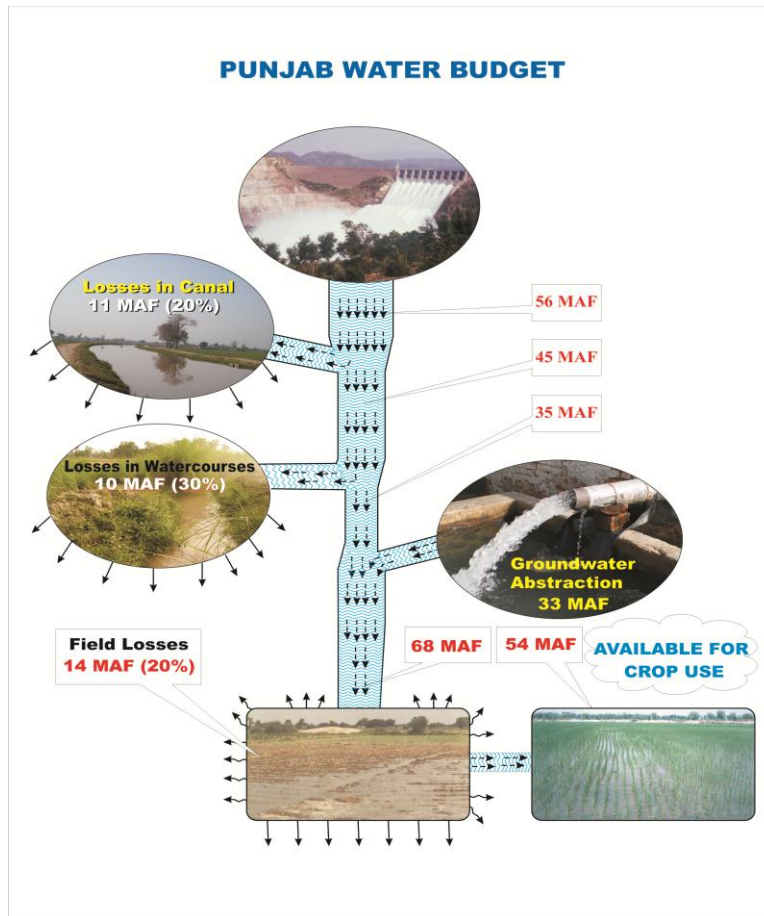 PUNJAB WATER BUDGET
Losses in Canal
11 MAF (20%)
56 MAF
45 MAF
35 MAF
Losses in Watercourses
10 MAF (30%)
Groundwater
Abstraction
33 MAF
Field Losses
14 MAF (20%)
68 MAF
54 MAF
AVAILABLE FOR
CROP USE